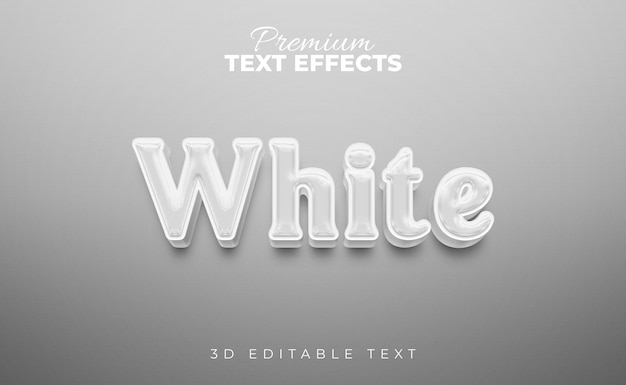 Premium
TEXT EFFECTS
White
3D EDITABLE TEXT